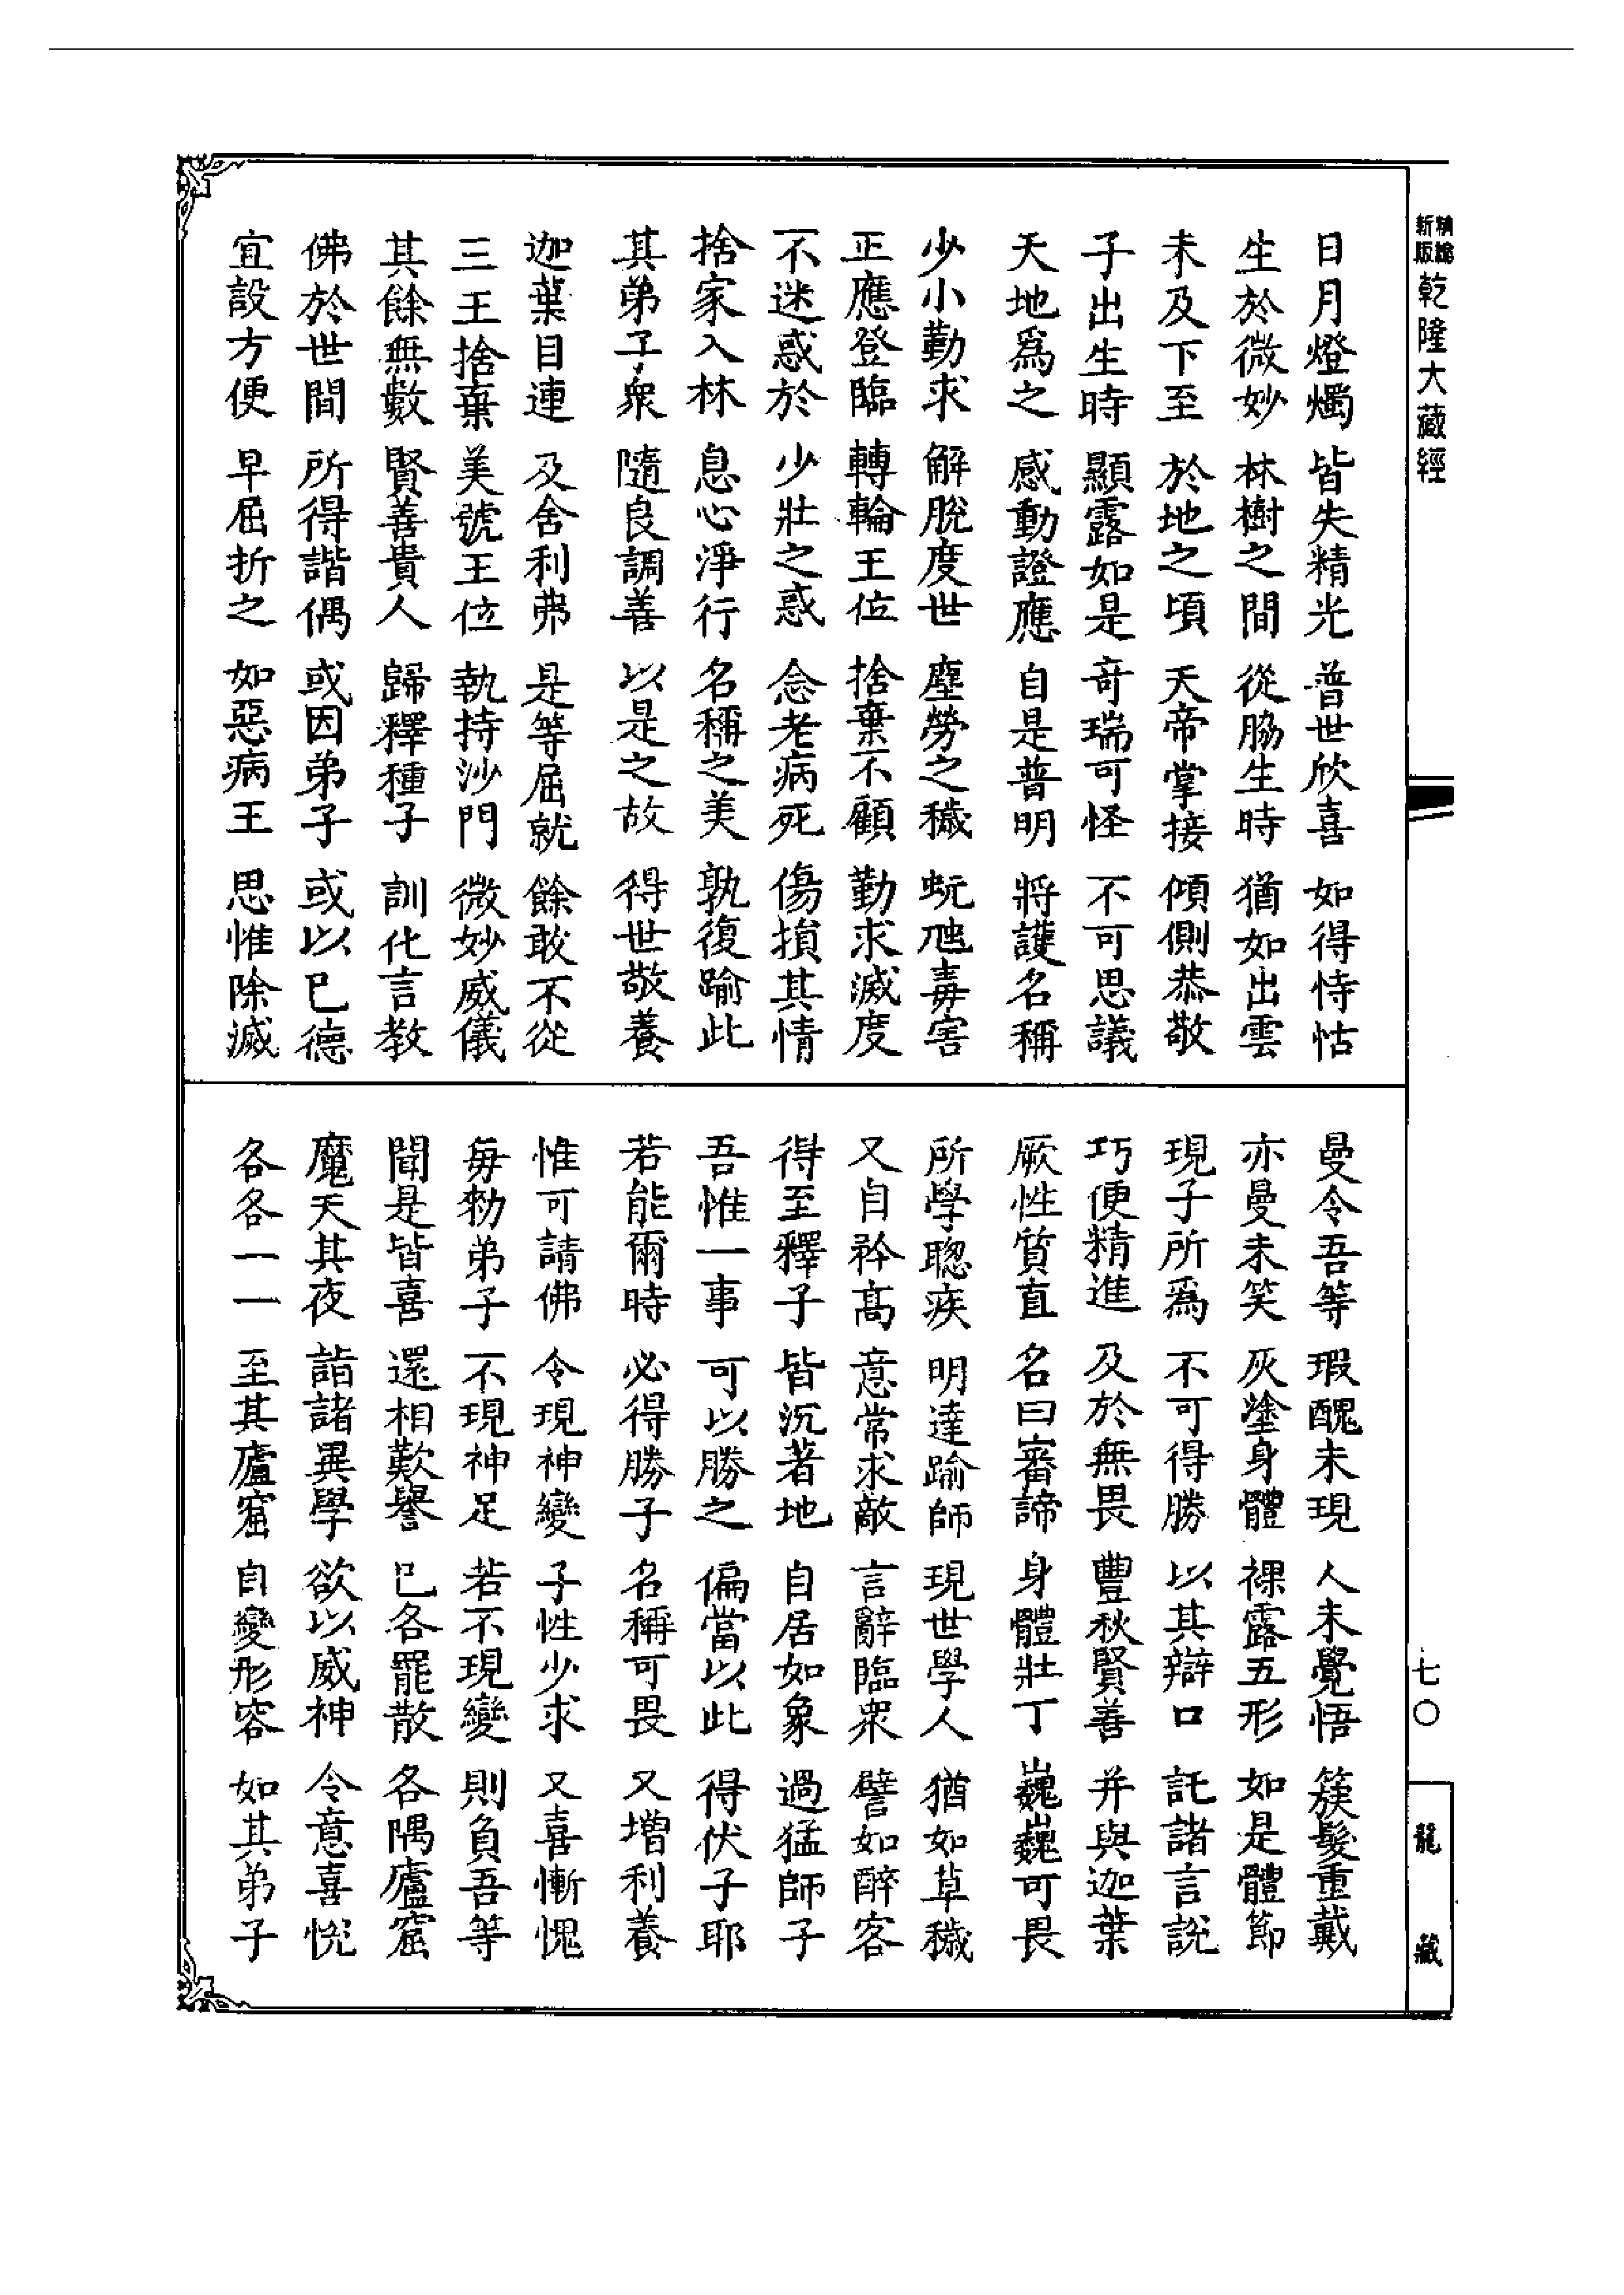 精編新版 乾隆大藏經
日月燈燭 皆失精光 普世欣喜 如得恃怙
生於微妙 林樹之間 從脇生時 猶如出雲
未及下至 於地之頃 天帝掌接 傾側恭敬
子出生時 顯露如是 奇瑞可怪 不可思議
天地爲之 感動證應 自是普明 將護名稱
少小勤求 解脫度世 塵勞之穢 蚖虺毒害
正應登臨 轉輪王位 捨棄不顧 勤求滅度
不迷惑於 少壯之惑 念老病死 傷損其情
捨家入林 息心淨行 名稱之美 孰復踰此
其弟子衆 隨良調善 以是之故 得世敬養
迦葉目連 及舍利弗 是等屈就 餘敢不從
三王捨棄 美號王位 執持沙門 微妙威儀
其餘無數 賢善貴人 歸釋種子 訓化言教
佛於世間 所得諧偶 或因弟子 或以已德
宜設方便 早屈折之 如惡病王 思惟除滅
曼令吾等 瑕醜未現 人未覺悟 簇髮重戴
亦曼未笑 灰塗身體 裸露五形 如是體節
現子所爲 不可得勝 以其辯口 託諸言説
巧便精進 及於無畏 豐秋賢善 并與迦葉
厥性質直 名曰審諦 身體壯丁 巍巍可畏
所學聰疾 明達踰師 現世學人 猶如草穢
又自矜高 意常求敵 言辭臨衆 譬如醉客
得至釋子 皆沉著地 自居如象 過猛師子
吾惟一事 可以勝之 偏當以此 得伏子耶
若能爾時 必得勝子 名稱可畏 又增利養
惟可請佛 令現神變 子性少求 又喜慚愧
每勑弟子 不現神足 若不現變 則負吾等
聞是皆喜 還相歎譽 已各罷散 各隅廬窟
魔天其夜 詣諸異學 欲以威神 令意喜悅
各各一一 至其廬窟 自變形容 如其弟子
七〇
龍藏